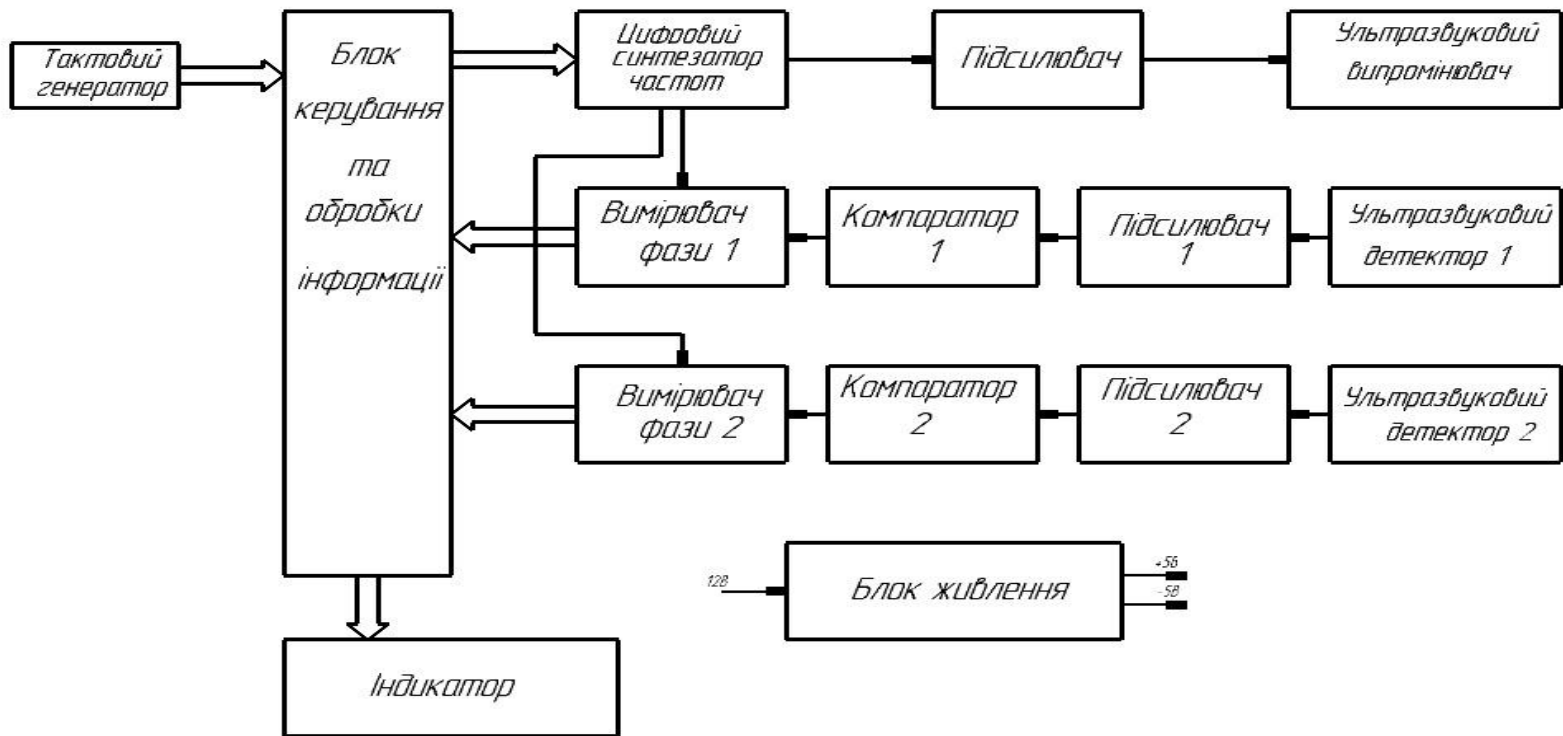 Тактовий
генератор
Блок
керування
та
обробки
інформації
Цифровий
синтезатор
частот
Підсилювач
Ультразвуковий
випромінювач
Вимірювач
фази 1
Компаратор
1
Підсилювач
1
Ультразвуковий
детектор 1
Вимірювач
фази 2
Компаратор
2
Підсилювач
2
Ультразвуковий
детектор 2
12В
Блок живлення
+5В
-5В
Індикатор